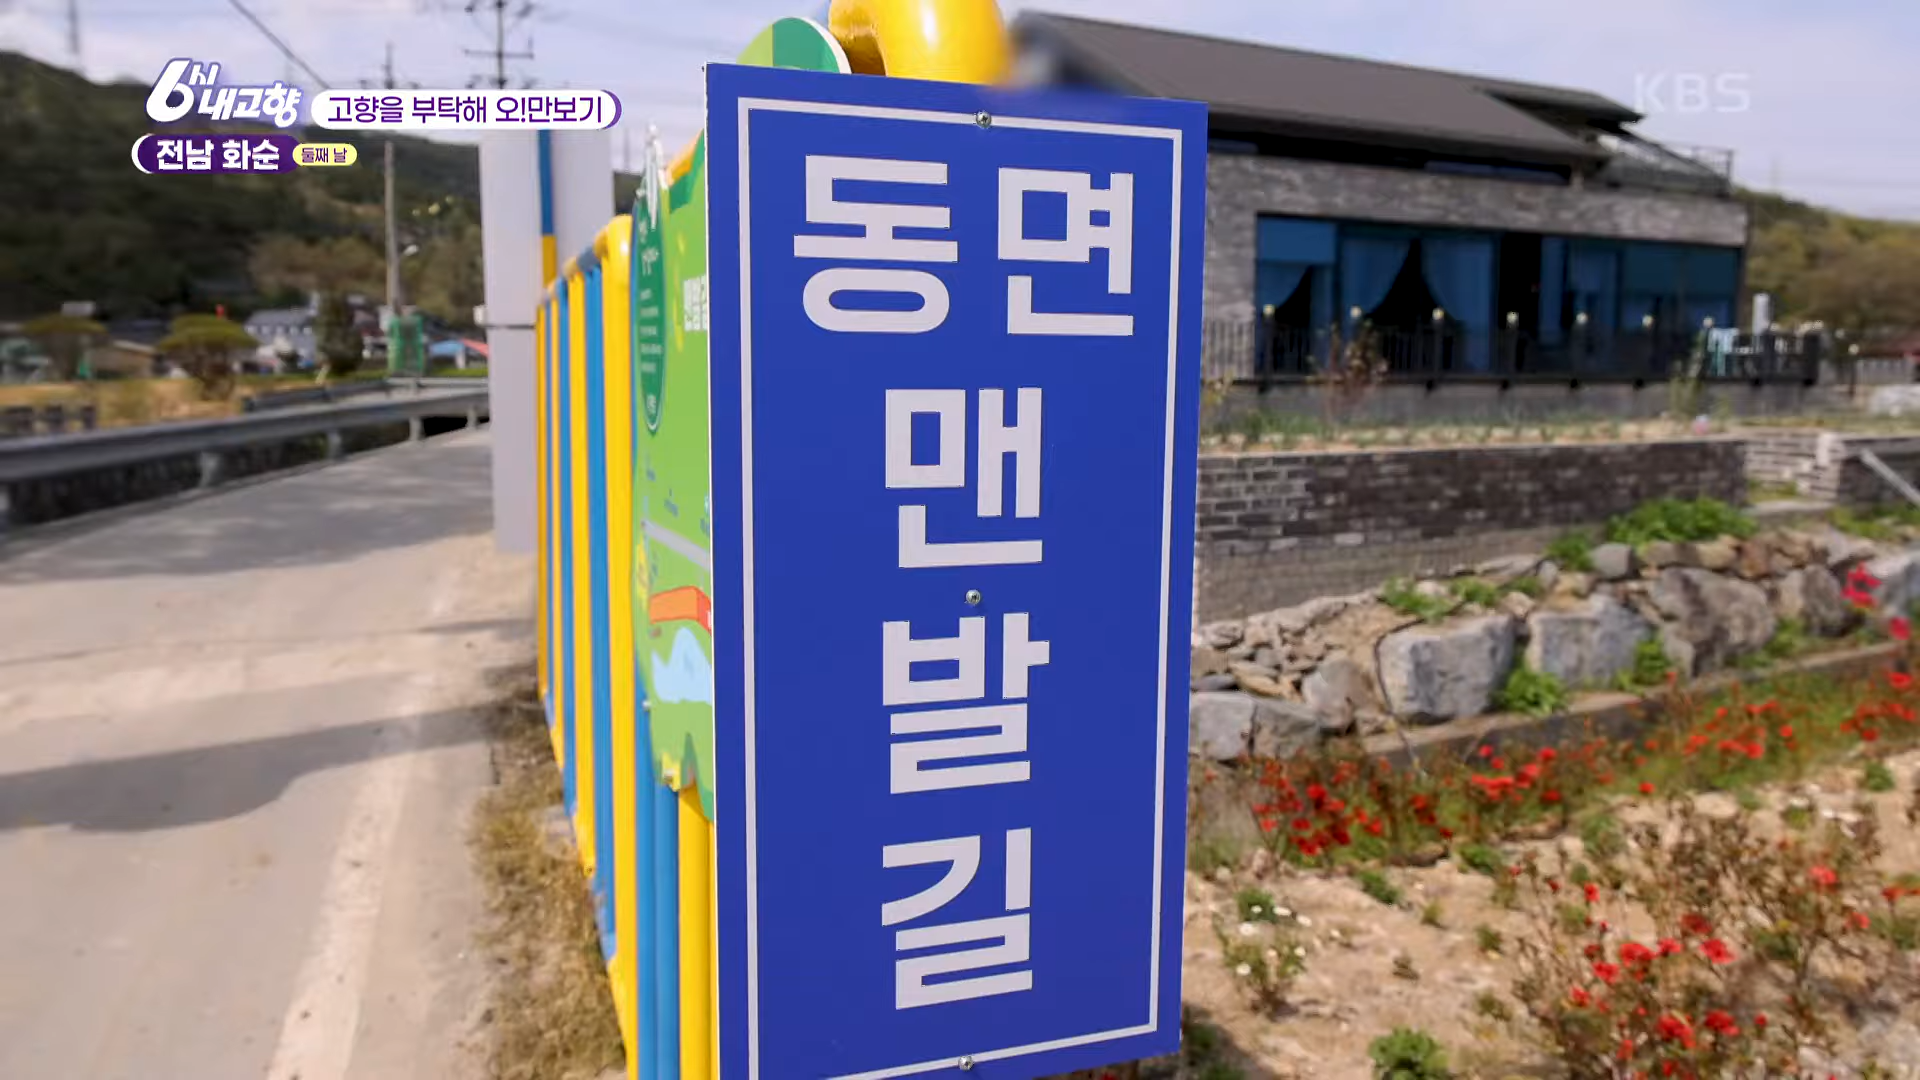 6시 내고향
고향을 부탁해 오!만보기
전남 화순 둘째 날
KBS
동면
맨
발
길